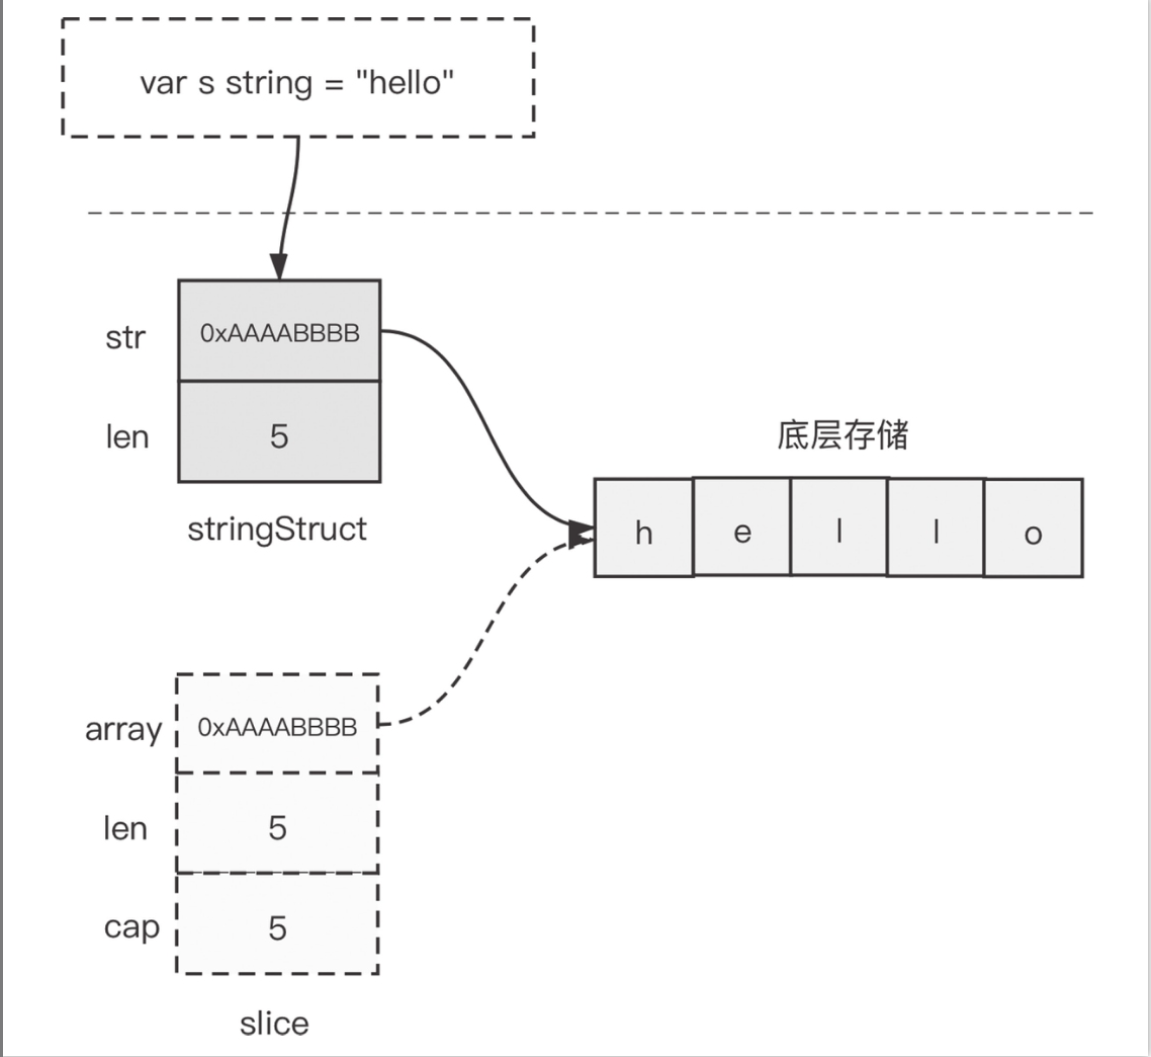 var s string = "hello"
str 0xAAAABBBB
len 5
stringStruct
底层存储
h e l l o
array 0xAAAABBBB
len 5
cap 5
slice